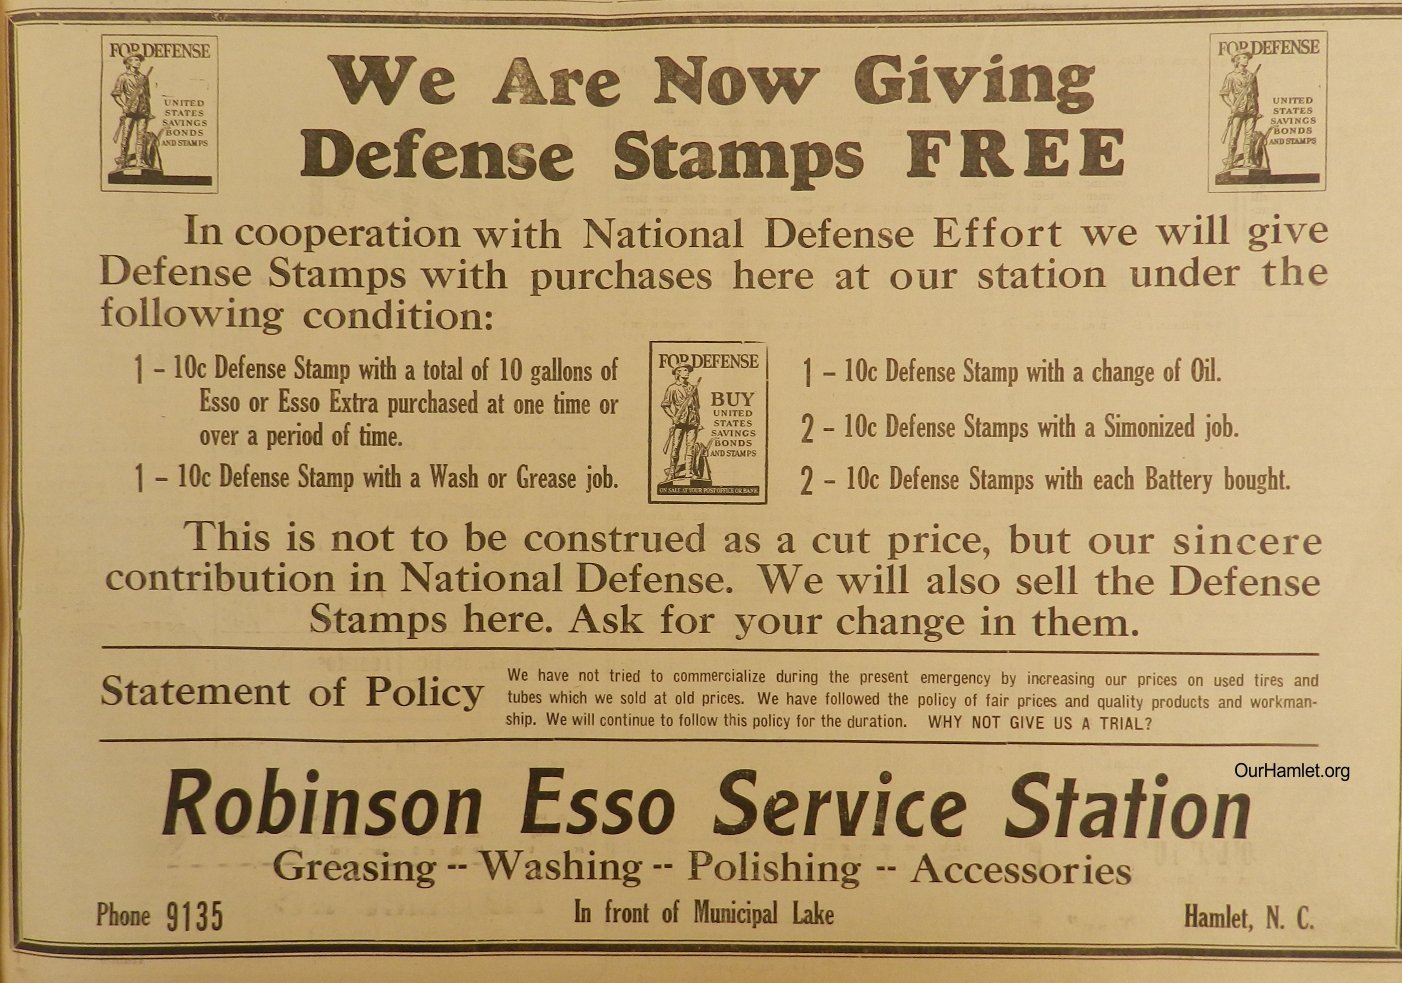 FOR DEFENSE
UNITED
STATES
SAVINGS
BONDS
AND STAMPS
We Are Now Giving
Defense Stamps FREE
FOR DEFENSE
UNITED
STATES
SAVINGS
BONDS
AND STAMPS
In cooperation with National Defense Effort we will give
Defense Stamps with purchases here at our station under the
following condition:
1 – 10c Defense Stamp with a total of 10 gallons of
Esso or Esso Extra purchased at one time or
over a period of time.
1 – 10c Defense Stamp with a Wash or Grease job.
FOR DEFENSE
BUY
UNITED
STATES
SAVINGS
BONDS
AND STAMPS
ON SALE AT YOUR POST OFFICE OR BANK
1 – 10c Defense Stamp with a change of Oil.
2 – 10c Defense Stamps with a Simonized job.
2 – 10c Defense Stamps with each Battery bought.
This is not to be construed as a cut price, but our sincere
contribution in National Defense. We will also sell the Defense
Stamps here. Ask for your change in them.
Statement of Policy
We have not tried to commercialize during the present emergency by increasing our prices on used tires and
tubes which we sold at old prices. We have followed the policy of fair prices and quality products and workman-
ship. We will continue to follow this policy for the duration. WHY NOT GIVE US A TRIAL?
OurHamlet.org
Robinson Esso Service Station
Greasing -- Washing -- Polishing -- Accessories
Phone 9135
In front of Municipal Lake
Hamlet, N. C.